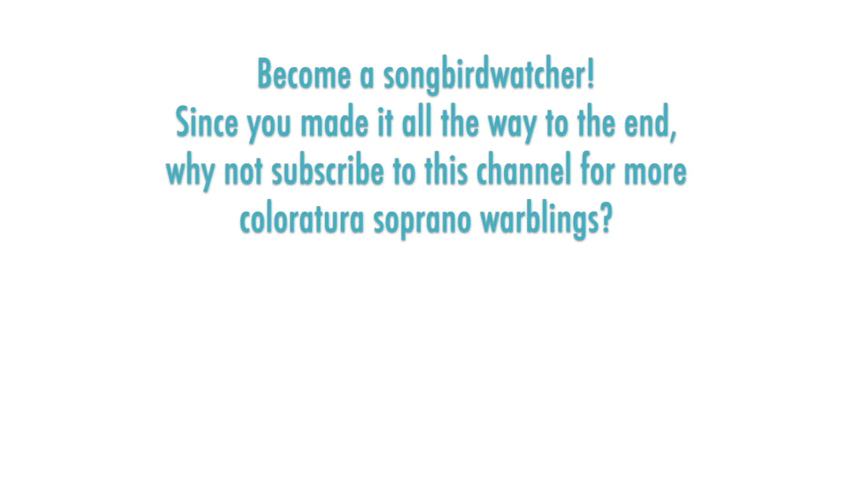 Become a songbirdwatcher!
Since you made it all the way to the end,
why not subscribe to this channel for more
coloratura soprano warblings?